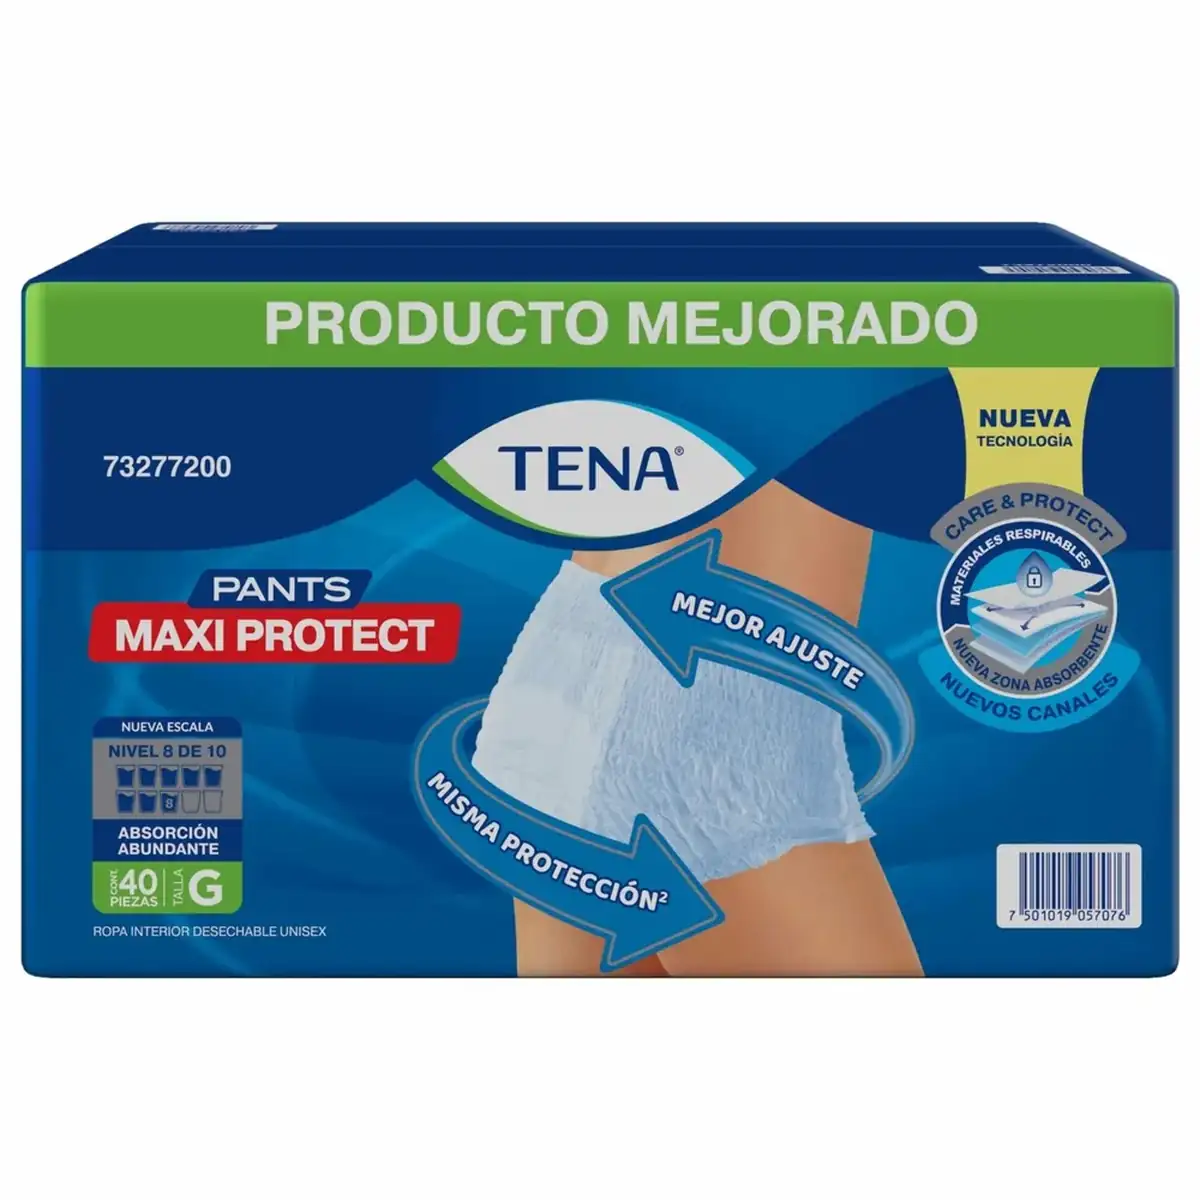 PRODUCTO MEJORADO
NUEVA
TECNOLOGÍA
73277200
TENA®
CARE & PROTECT
MATERIALES RESPIRABLES
NUEVA ZONA ABSORBENTE
NUEVOS CANALES
PANTS
MAXI PROTECT
MEJOR AJUSTE
MISMA PROTECCIÓN²
NUEVA ESCALA
NIVEL 8 DE 10
8
ABSORCIÓN
ABUNDANTE
CONT. 40 PIEZAS
TALLA G
ROPA INTERIOR DESECHABLE UNISEX
7 501019 057076